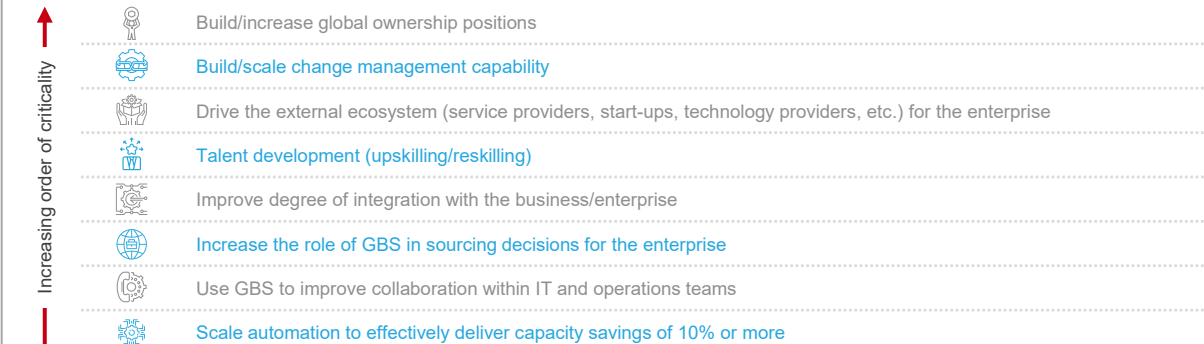 Increasing order of criticality
Build/increase global ownership positions
Build/scale change management capability
Drive the external ecosystem (service providers, start-ups, technology providers, etc.) for the enterprise
Talent development (upskilling/reskilling)
Improve degree of integration with the business/enterprise
Increase the role of GBS in sourcing decisions for the enterprise
Use GBS to improve collaboration within IT and operations teams
Scale automation to effectively deliver capacity savings of 10% or more